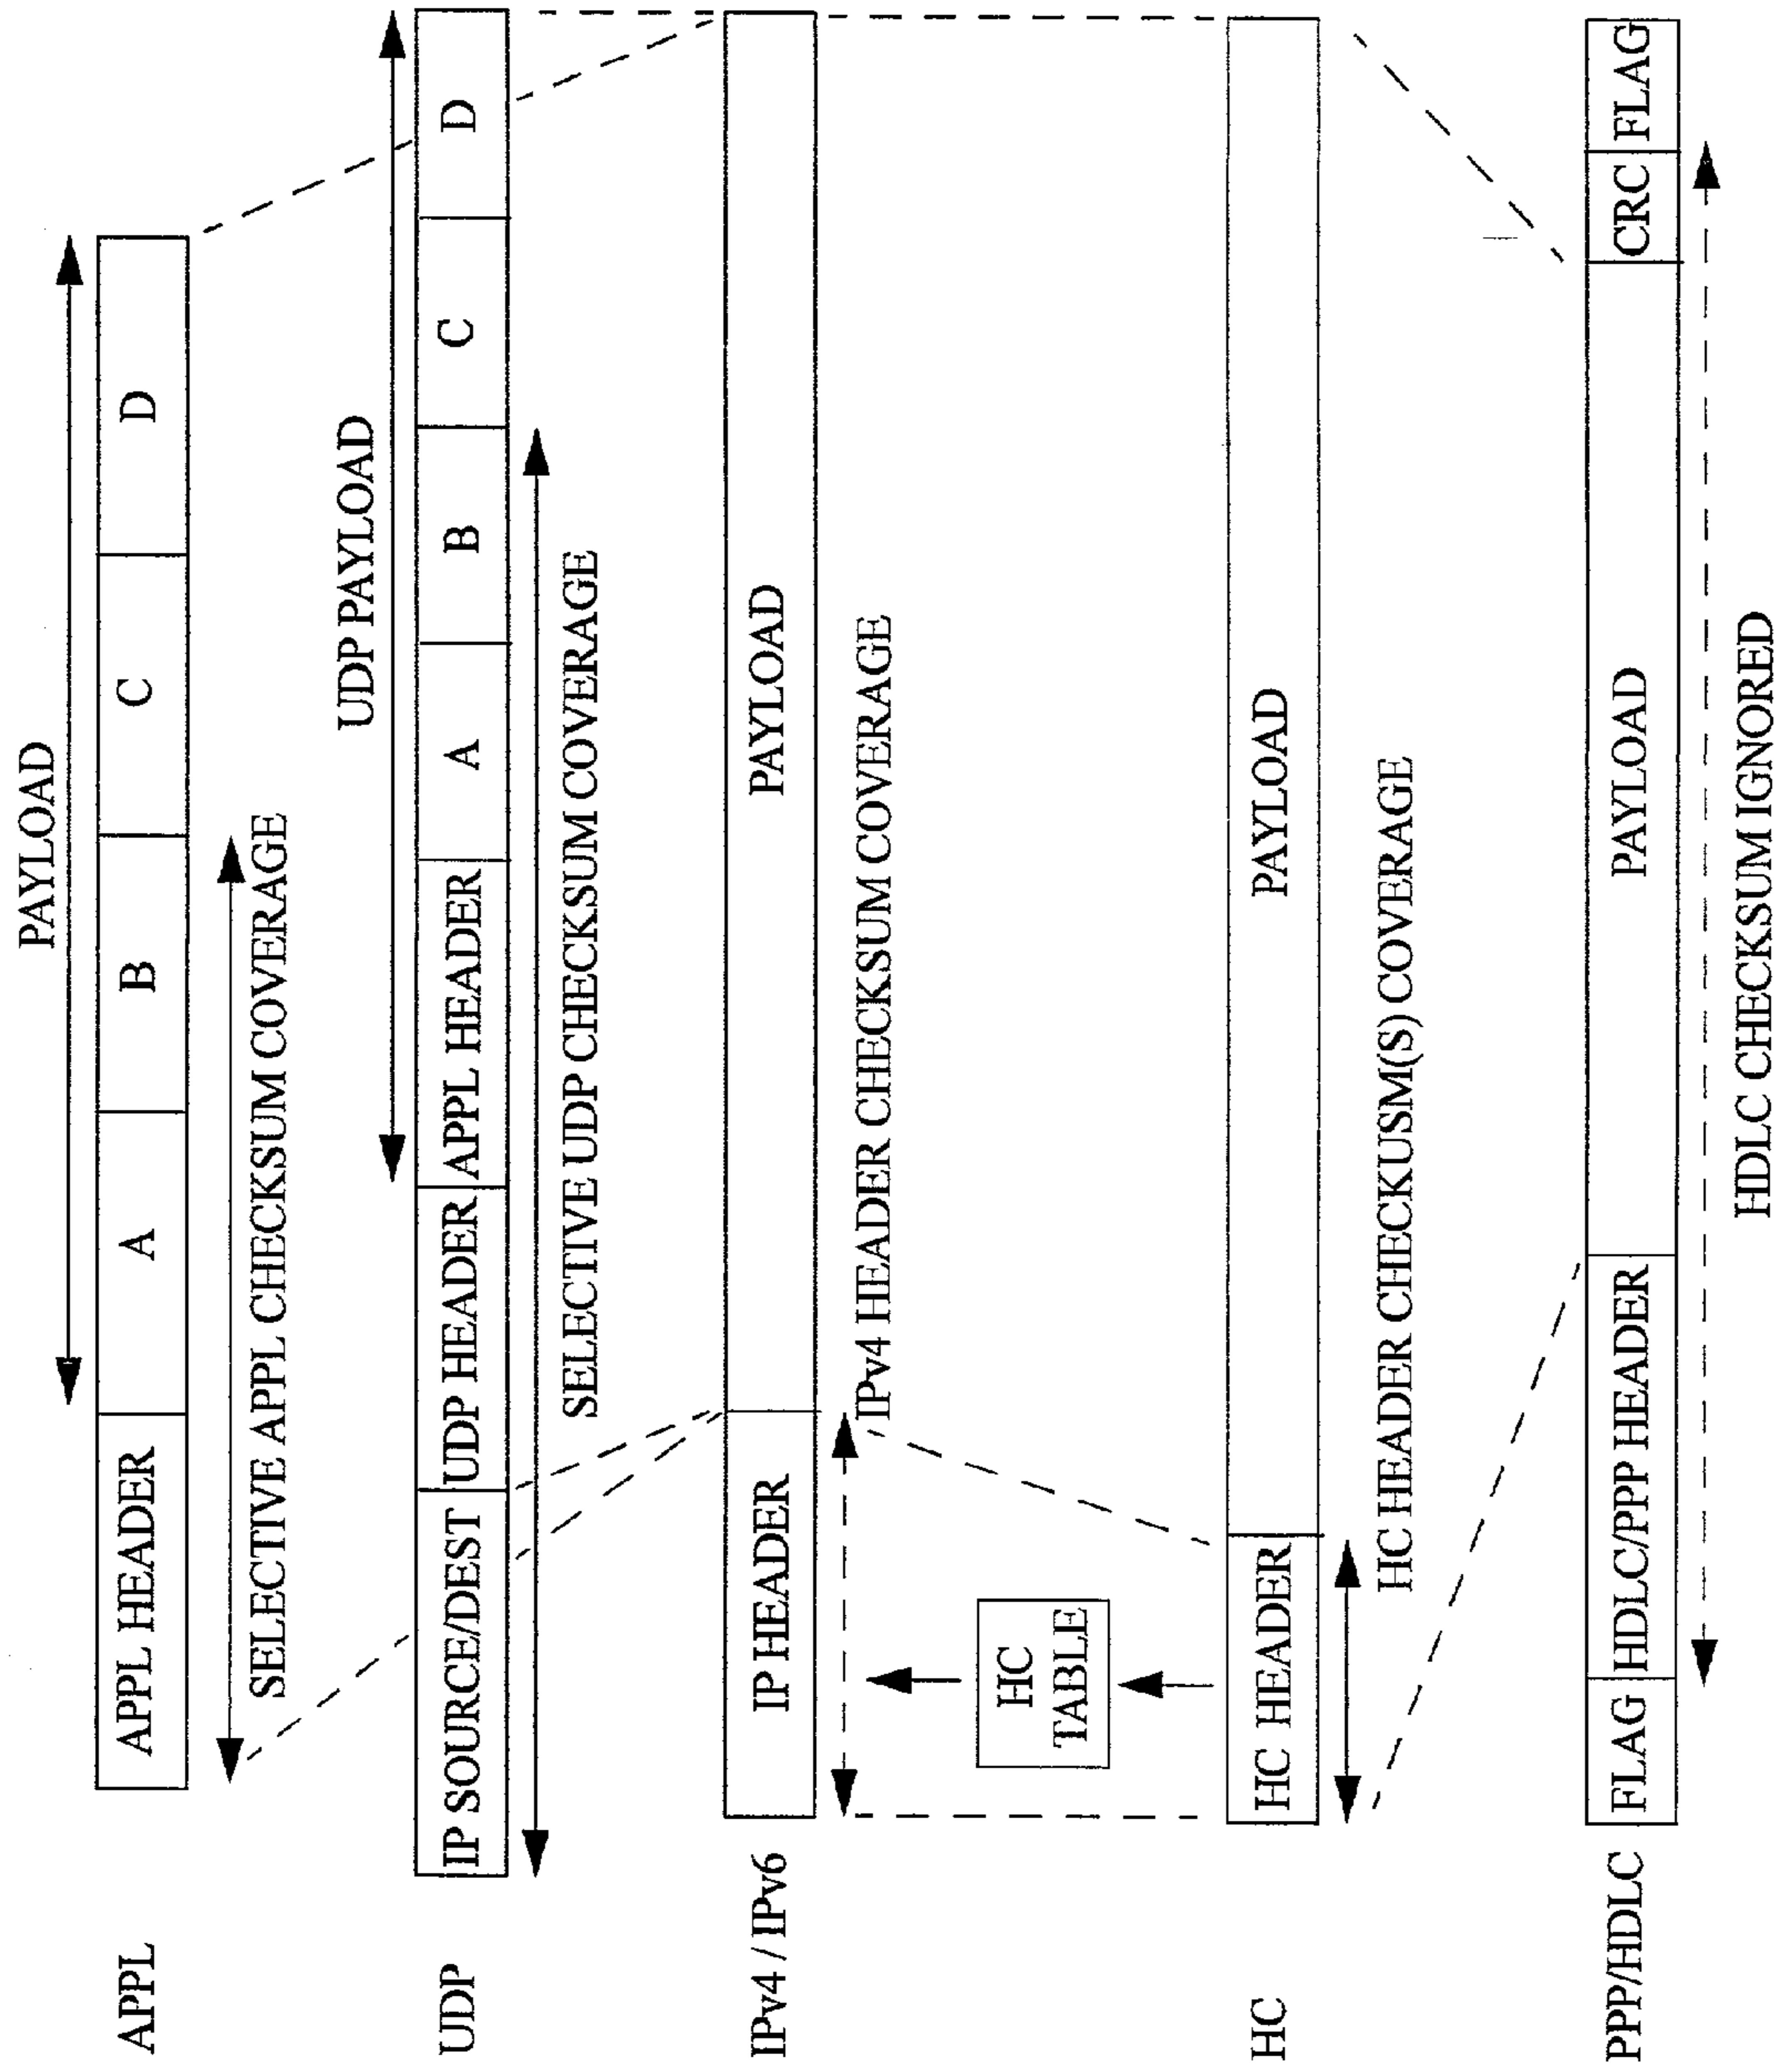 PAYLOAD
APPL
APPL HEADER
A
B
C
D
SELECTIVE APPL CHECKSUM COVERAGE
UDP PAYLOAD
UDP
IP SOURCE/DEST
UDP HEADER
APPL HEADER
A
B
C
D
SELECTIVE UDP CHECKSUM COVERAGE
IPv4 / IPv6
IP HEADER
PAYLOAD
IPv4 HEADER CHECKSUM COVERAGE
HC
TABLE
HC
HC HEADER
PAYLOAD
HC HEADER CHECKUSM(S) COVERAGE
PPP/HDLC
FLAG
HDLC/PPP HEADER
PAYLOAD
CRC
FLAG
HDLC CHECKSUM IGNORED